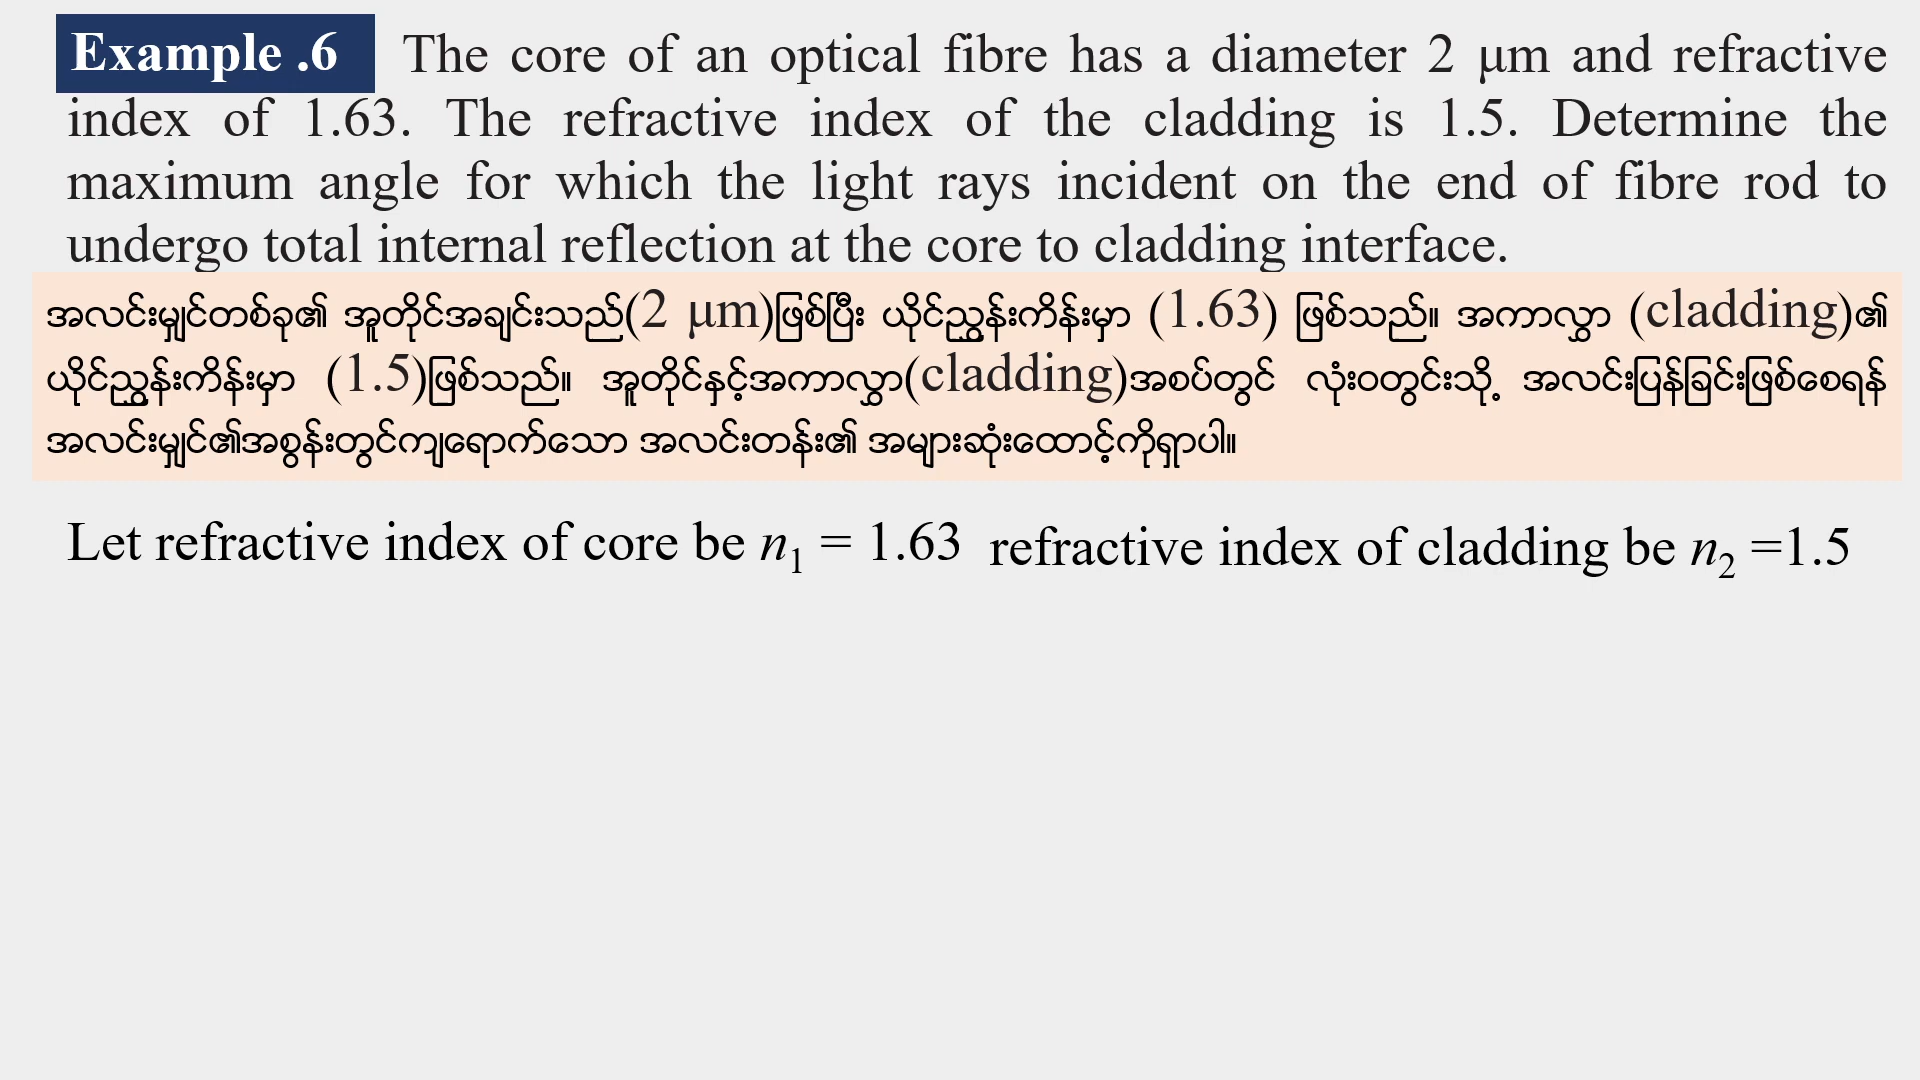 Example .6 The core of an optical fibre has a diameter 2 μm and refractive
index of 1.63. The refractive index of the cladding is 1.5. Determine the
maximum angle for which the light rays incident on the end of fibre rod to
undergo total internal reflection at the core to cladding interface.
အလင်းမျှင်တစ်ခု၏ အူတိုင်အချင်းသည်(2 μm)ဖြစ်ပြီး ယိုင်ညွှန်းကိန်းမှာ (1.63) ဖြစ်သည်။ အကာလွှာ (cladding)၏
ယိုင်ညွှန်းကိန်းမှာ (1.5)ဖြစ်သည်။ အူတိုင်နှင့်အကာလွှာ(cladding)အစပ်တွင် လုံးဝတွင်းသို့ အလင်းပြန်ခြင်းဖြစ်စေရန်
အလင်းမျှင်၏အစွန်းတွင်ကျရောက်သော အလင်းတန်း၏ အများဆုံးထောင့်ကိုရှာပါ။
Let refractive index of core be n₁ = 1.63 refractive index of cladding be n₂ =1.5